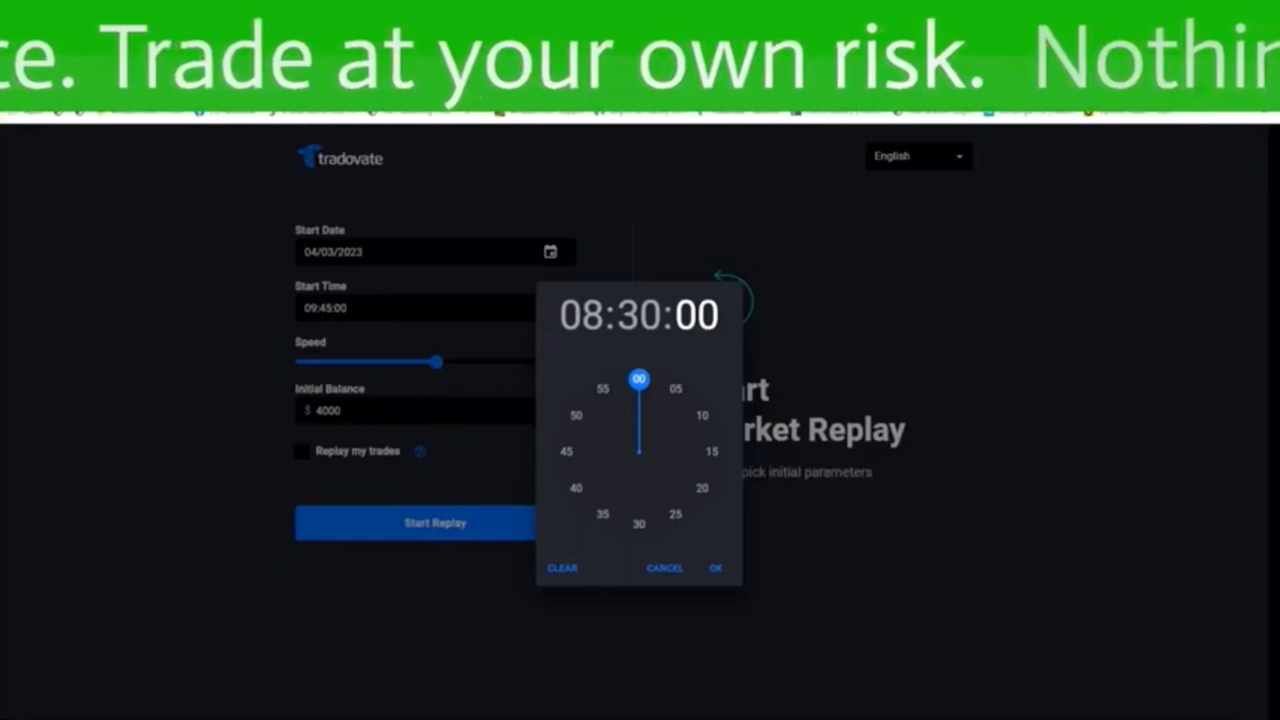 te. Trade at your own risk. Nothin
tradovate
English
Start Date
04/03/2023
Start Time
09:45:00
Speed
Initial Balance
$ 4000
Replay my trades
Start Replay
08:30:00
00
05
10
15
20
25
30
35
40
45
50
55
CLEAR
CANCEL
OK
art
rket Replay
pick initial parameters